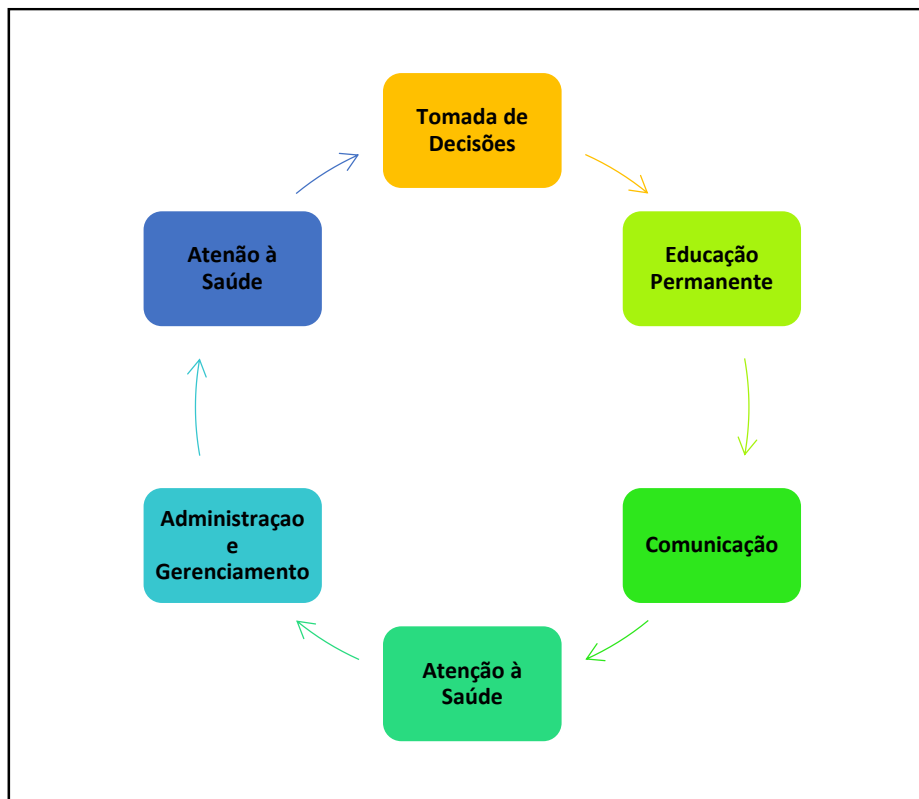 Tomada de
Decisões
Educação
Permanente
Comunicação
Atenção à
Saúde
Administraçao
e
Gerenciamento
Atenão à
Saúde